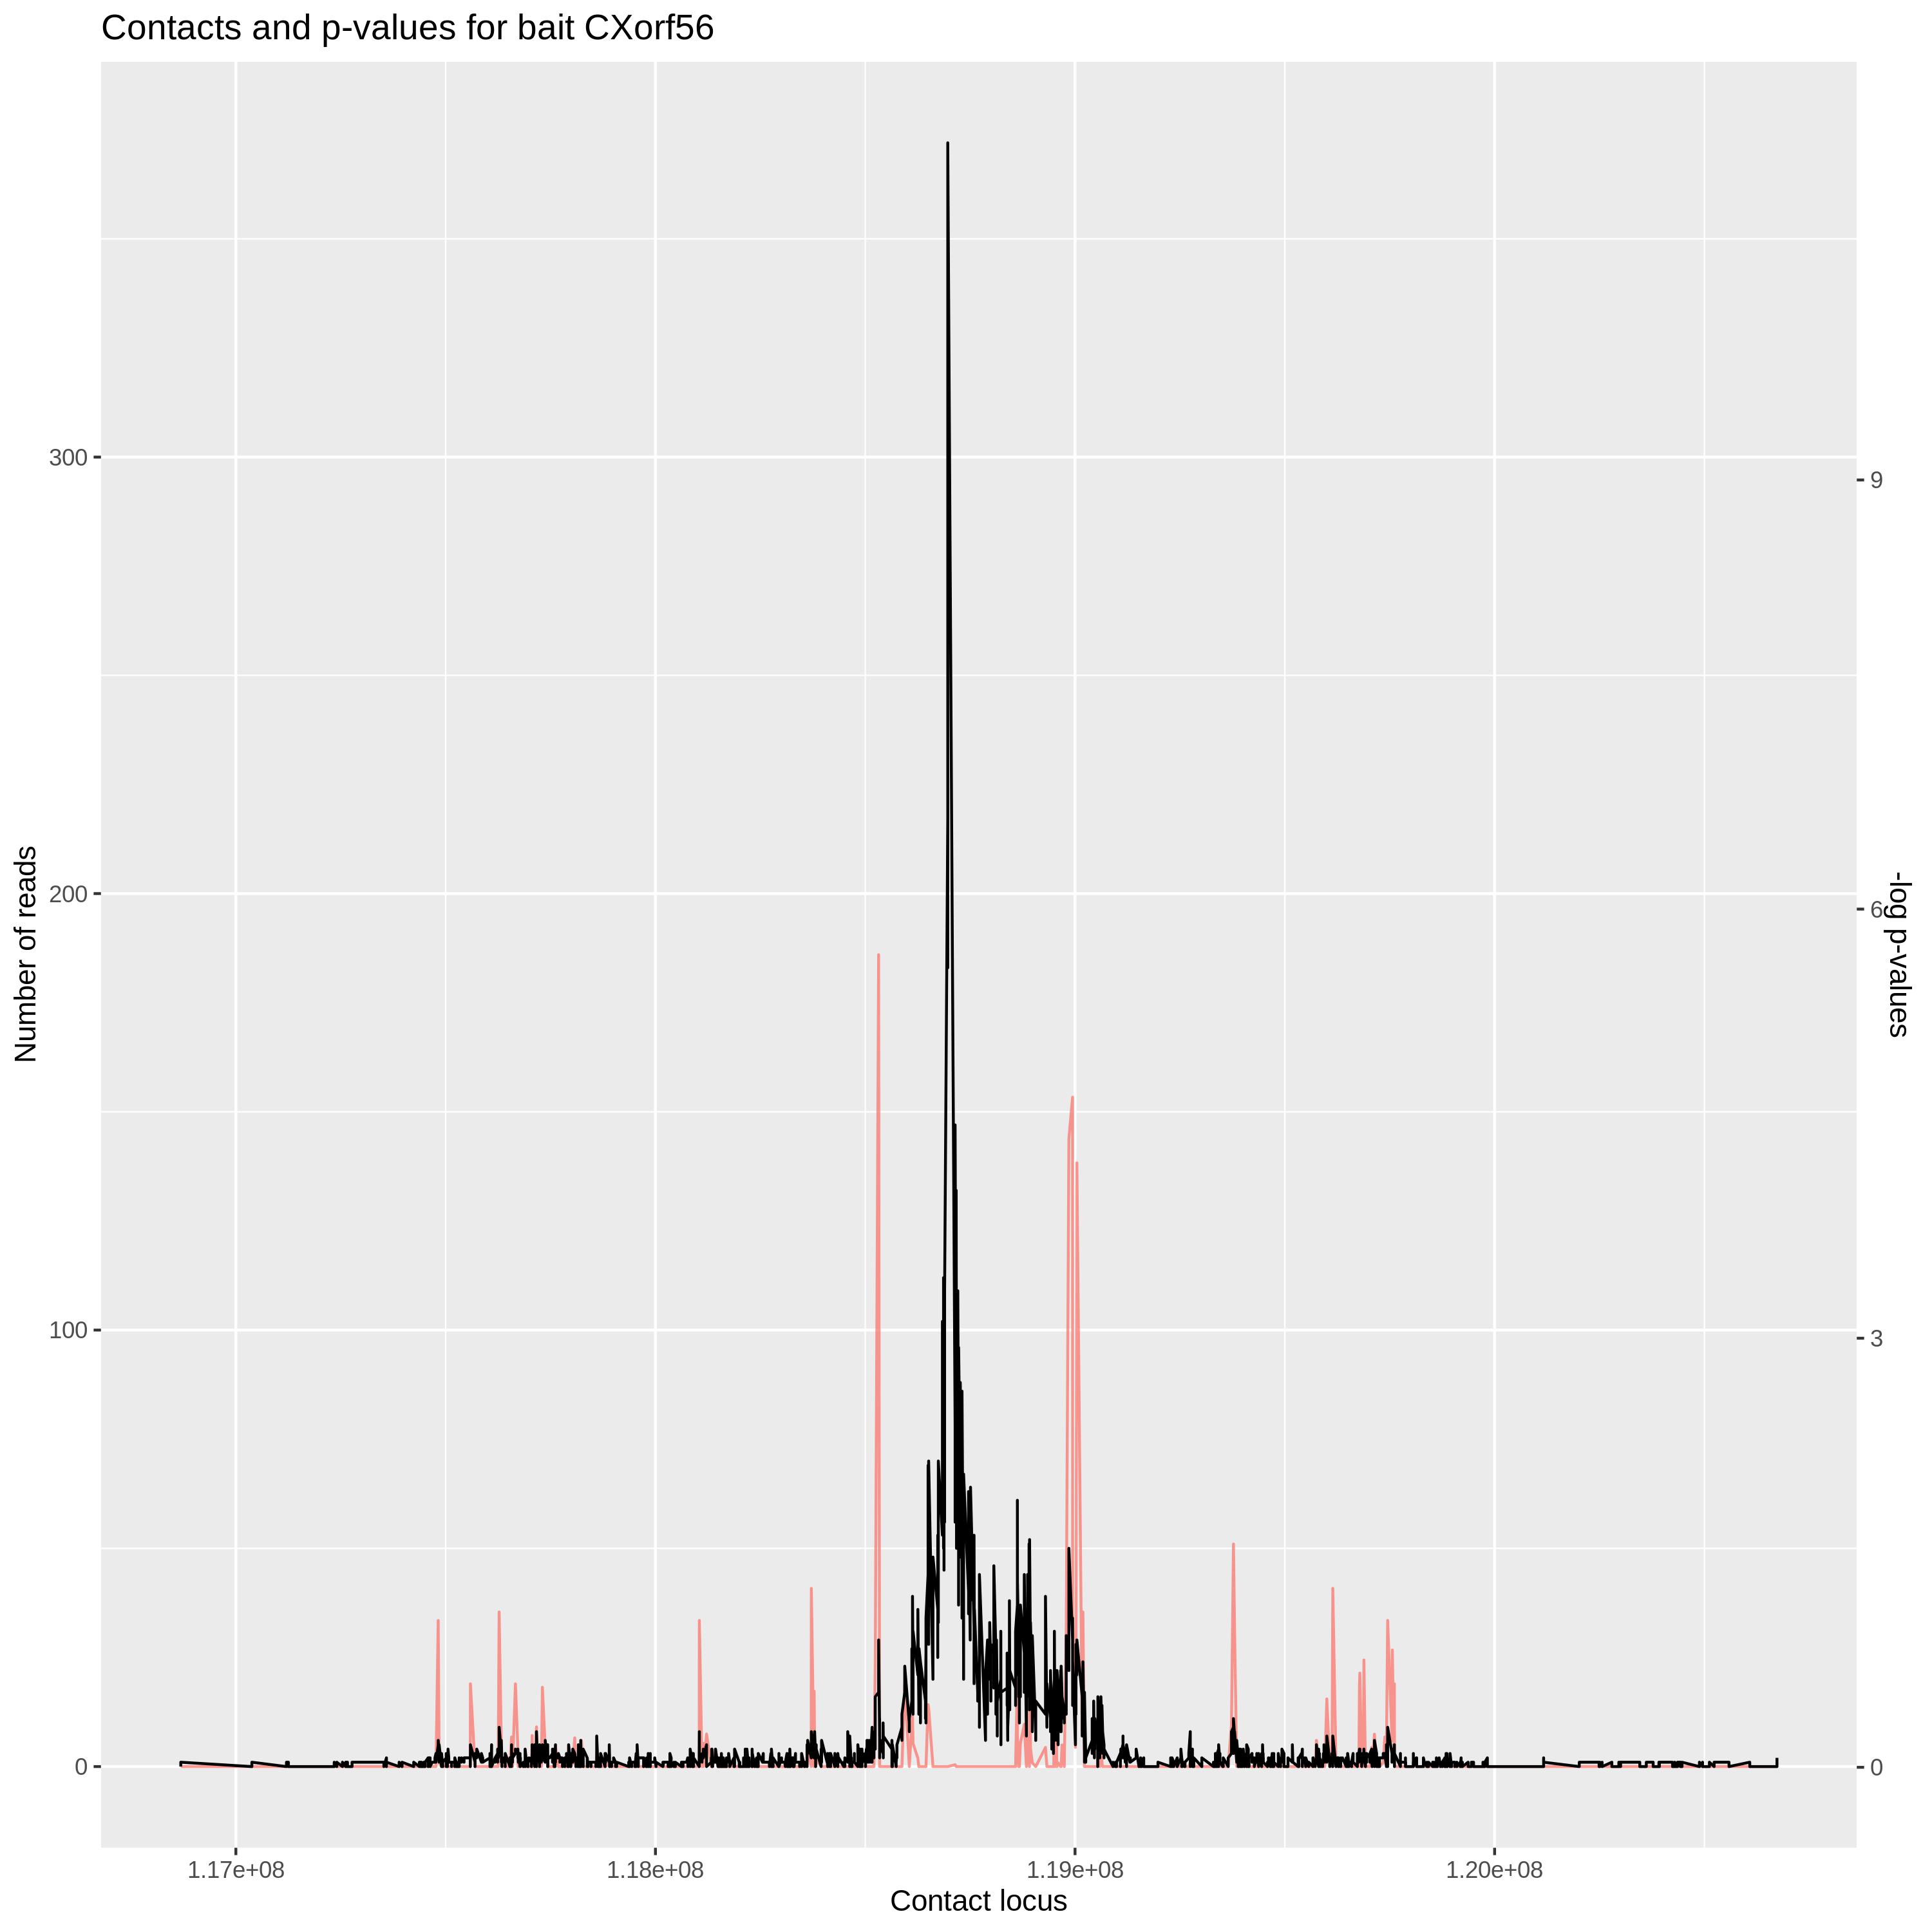 Contacts and p-values for bait CXorf56
Number of reads
300
200
100
0
9
6
3
0
-log p-values
1.17e+08
1.18e+08
1.19e+08
1.20e+08
Contact locus